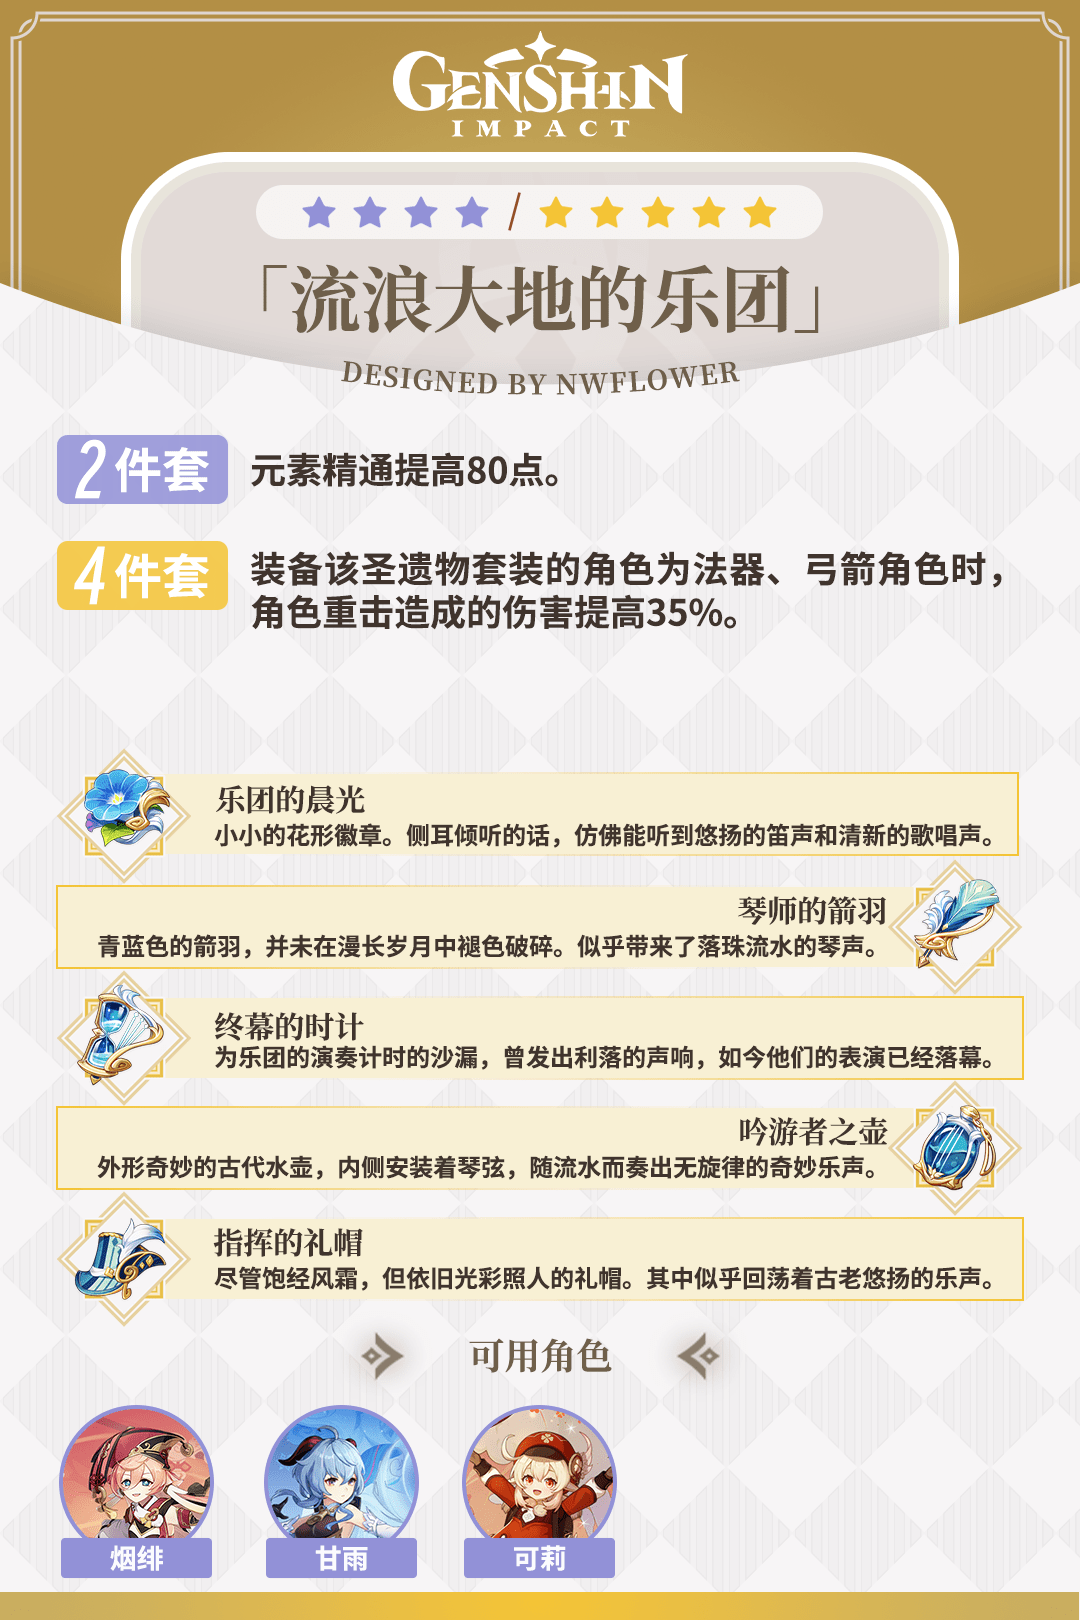 GENSHIN
IMPACT
「流浪大地的乐团」
DESIGNED BY NWFLOWER
2件套
元素精通提高80点。
4件套
装备该圣遗物套装的角色为法器、弓箭角色时，
角色重击造成的伤害提高35%。
乐团的晨光
小小的花形徽章。侧耳倾听的话，仿佛能听到悠扬的笛声和清新的歌唱声。
琴师的箭羽
青蓝色的箭羽，并未在漫长岁月中褪色破碎。似乎带来了落珠流水的琴声。
终幕的时计
为乐团的演奏计时的沙漏，曾发出利落的声响，如今他们的表演已经落幕。
吟游者之壶
外形奇妙的古代水壶，内侧安装着琴弦，随流水而奏出无旋律的奇妙乐声。
指挥的礼帽
尽管饱经风霜，但依旧光彩照人的礼帽。其中似乎回荡着古老悠扬的乐声。
可用角色
烟绯
甘雨
可莉